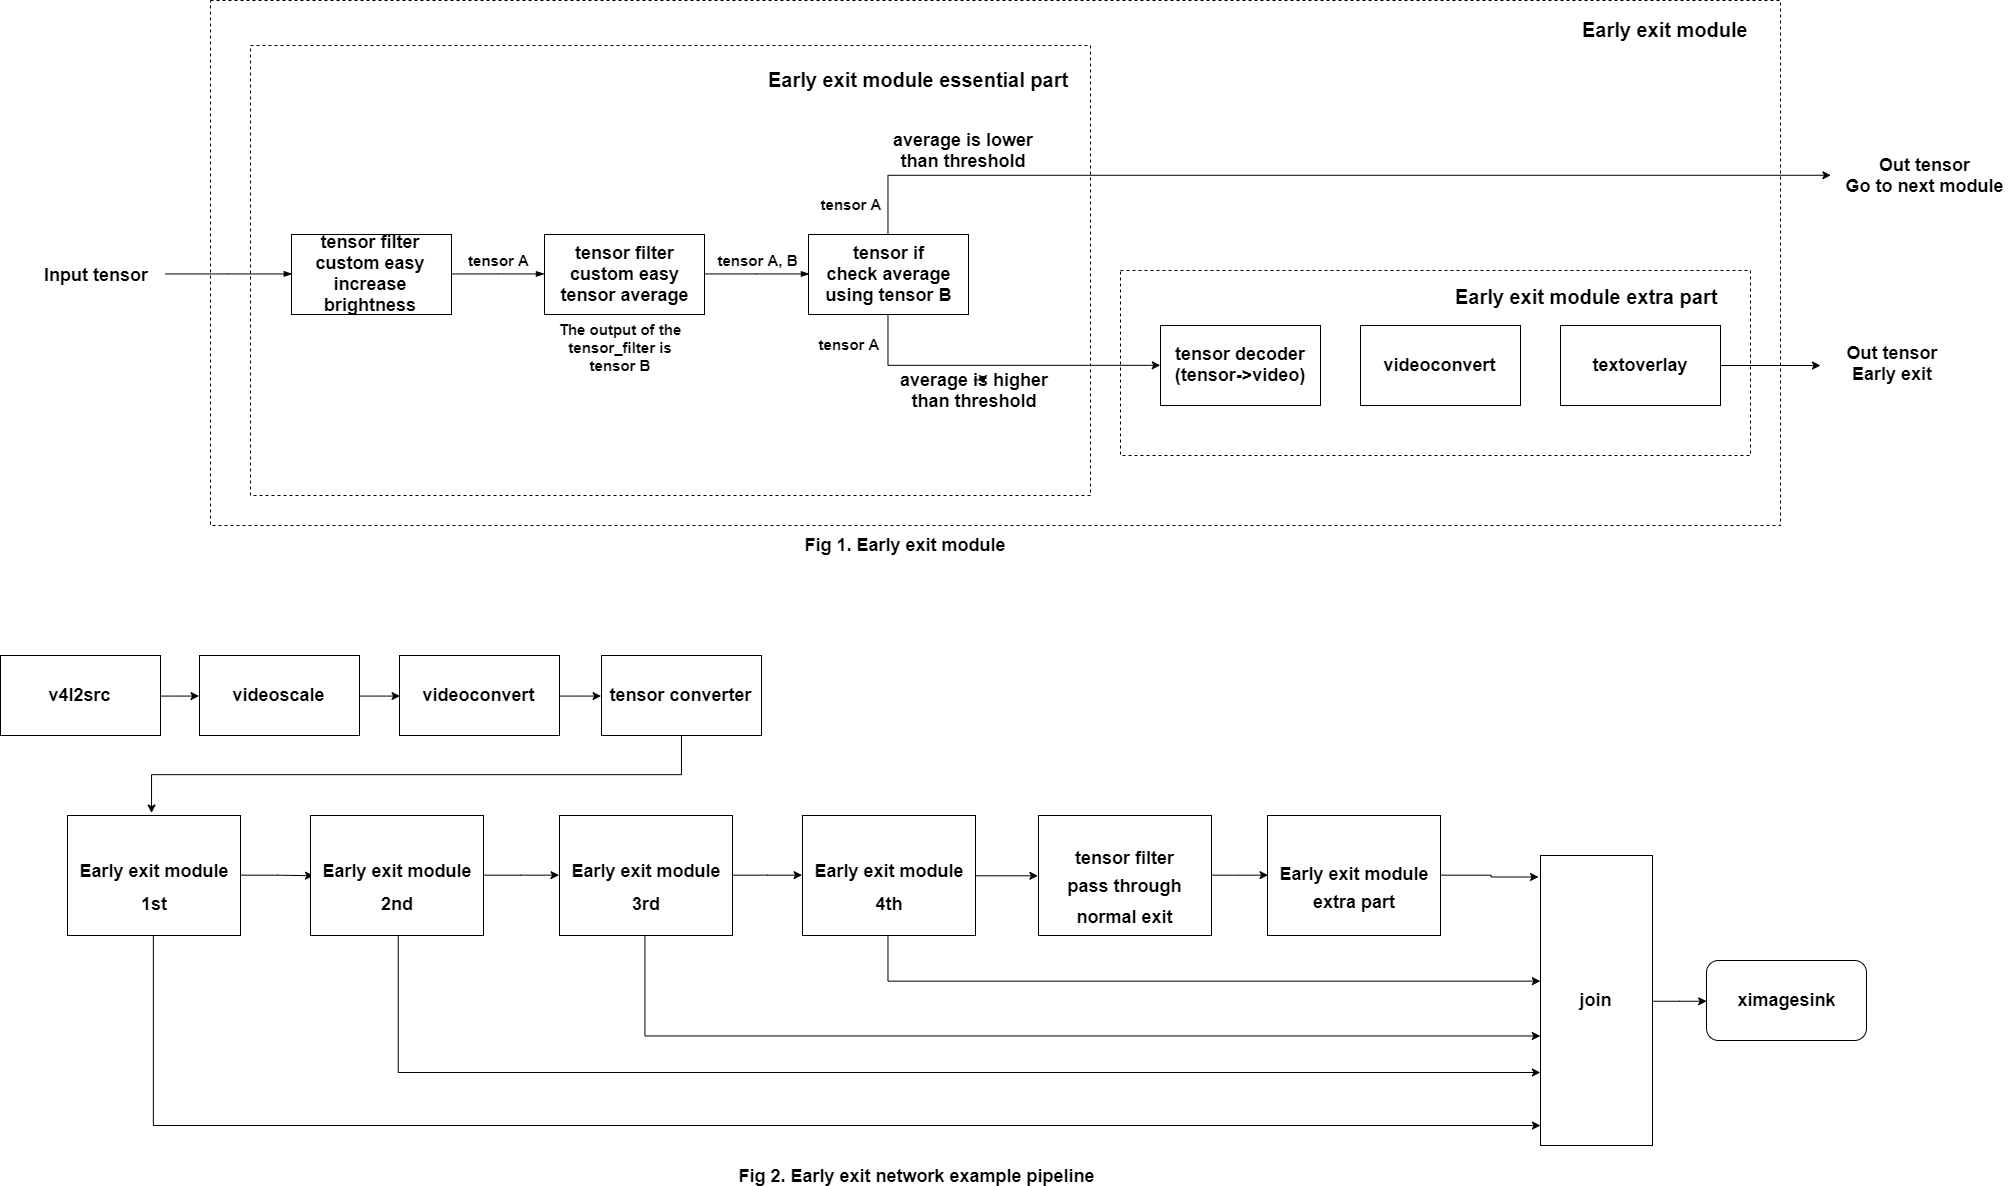 Early exit module
Early exit module essential part
average is lower
than threshold
Out tensor
Go to next module
tensor A
Input tensor
tensor filter
custom easy
increase
brightness
tensor A
tensor filter
custom easy
tensor average
tensor A, B
tensor if
check average
using tensor B
The output of the
tensor_filter is
tensor B
tensor A
average is higher
than threshold
Early exit module extra part
tensor decoder
(tensor->video)
videoconvert
textoverlay
Out tensor
Early exit
Fig 1. Early exit module
v4l2src
videoscale
videoconvert
tensor converter
Early exit module
1st
Early exit module
2nd
Early exit module
3rd
Early exit module
4th
tensor filter
pass through
normal exit
Early exit module
extra part
join
ximagesink
Fig 2. Early exit network example pipeline